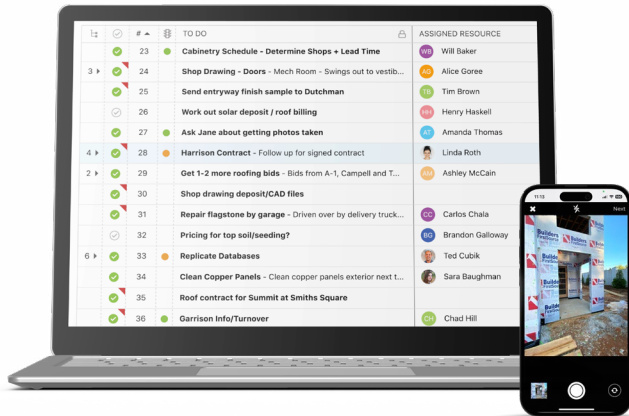 # TO DO ASSIGNED RESOURCE
23 Cabinetry Schedule - Determine Shops + Lead Time WB Will Baker
3 24 Shop Drawing - Doors - Mech Room - Swings out to vestib... AG Alice Goree
25 Send entryway finish sample to Dutchman TB Tim Brown
26 Work out solar deposit / roof billing HH Henry Haskell
27 Ask Jane about getting photos taken AT Amanda Thomas
4 28 Harrison Contract - Follow up for signed contract Linda Roth
2 29 Get 1-2 more roofing bids - Bids from A-1, Campell and T... AM Ashley McCain
30 Shop drawing deposit/CAD files
31 Repair flagstone by garage - Driven over by delivery truck... CC Carlos Chala
32 Pricing for top soil/seeding? BG Brandon Galloway
6 33 Replicate Databases Ted Cubik
34 Clean Copper Panels - Clean copper panels exterior next t... Sara Baughman
35 Roof contract for Summit at Smiths Square
36 Garrison Info/Turnover CH Chad Hill
11:13
Next
Builders
FirstSource